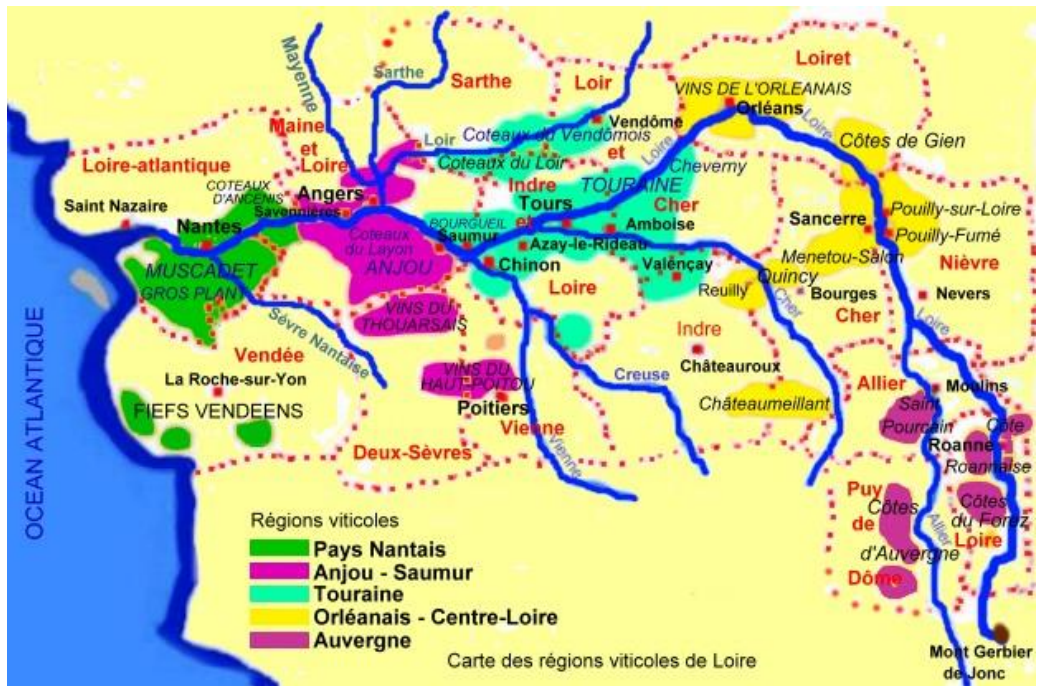 Mayenne
Sarthe
Sarthe
Loir
Loiret
VINS DE L'ORLEANAIS
Orléans
Loire
Loire
Maine
et
Loire
Loir
Coteaux du Vendômois
Vendôme
et
Côtes de Gien
Loire-atlantique
Coteaux du Loir
Cheverny
COTEAUX
D'ANCENIS
Angers
Savennières
Indre
Tours
et
TOURAINE
Cher
Saint Nazaire
Nantes
BOURGUEIL
Saumur
Amboise
Sancerre
Pouilly-sur-Loire
Pouilly-Fumé
Coteaux
du Layon
ANJOU
Azay-le-Rideau
Chinon
Valençay
Menetou-Salon
Quincy
Nièvre
MUSCADET
GROS PLANT
Loire
Reuilly
Cher
Bourges
Cher
Nevers
VINS DU
THOUARSAIS
Sévre Nantaise
Indre
Loire
Vendée
Châteauroux
La Roche-sur-Yon
VINS DU
HAUT-POITOU
Creuse
Allier
Moulins
FIEFS VENDEENS
Poitiers
Vienne
Châteaumeillant
Saint
Pourcain
Côte
Roanne
Roannaise
Deux-Sèvres
Vienne
OCEAN ATLANTIQUE
Puy
de
Dôme
Côtes
d'Auvergne
Allier
Côtes
du Forez
Loire
Régions viticoles
Pays Nantais
Anjou - Saumur
Touraine
Orléanais - Centre-Loire
Auvergne
Carte des régions viticoles de Loire
Mont Gerbier
de Jonc